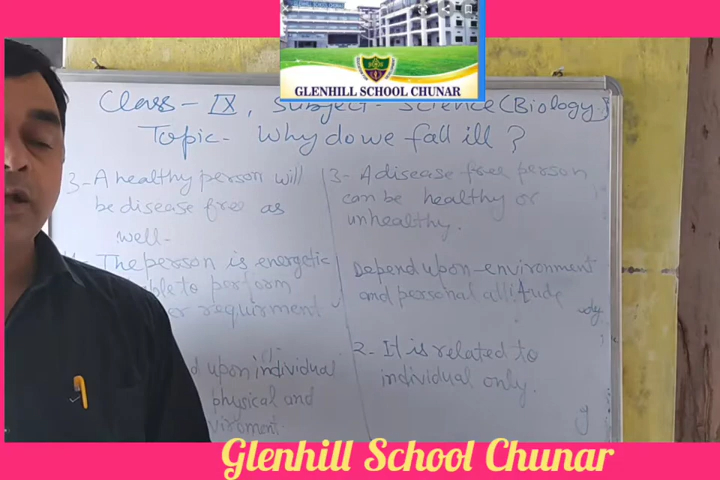 GLENHILL SCHOOL CHUNAR
Class - IX, Subject - Science (Biology)
Topic - Why do we fall ill ?
3 - A healthy person will
be disease free as
well -
The person is energetic
to perform
requirment
upon individual
physical and
3 - A disease free person
can be healthy or
unhealthy.
Depend upon - environment
and personal attitude
2. It is related to
individual only.
Glenhill School Chunar